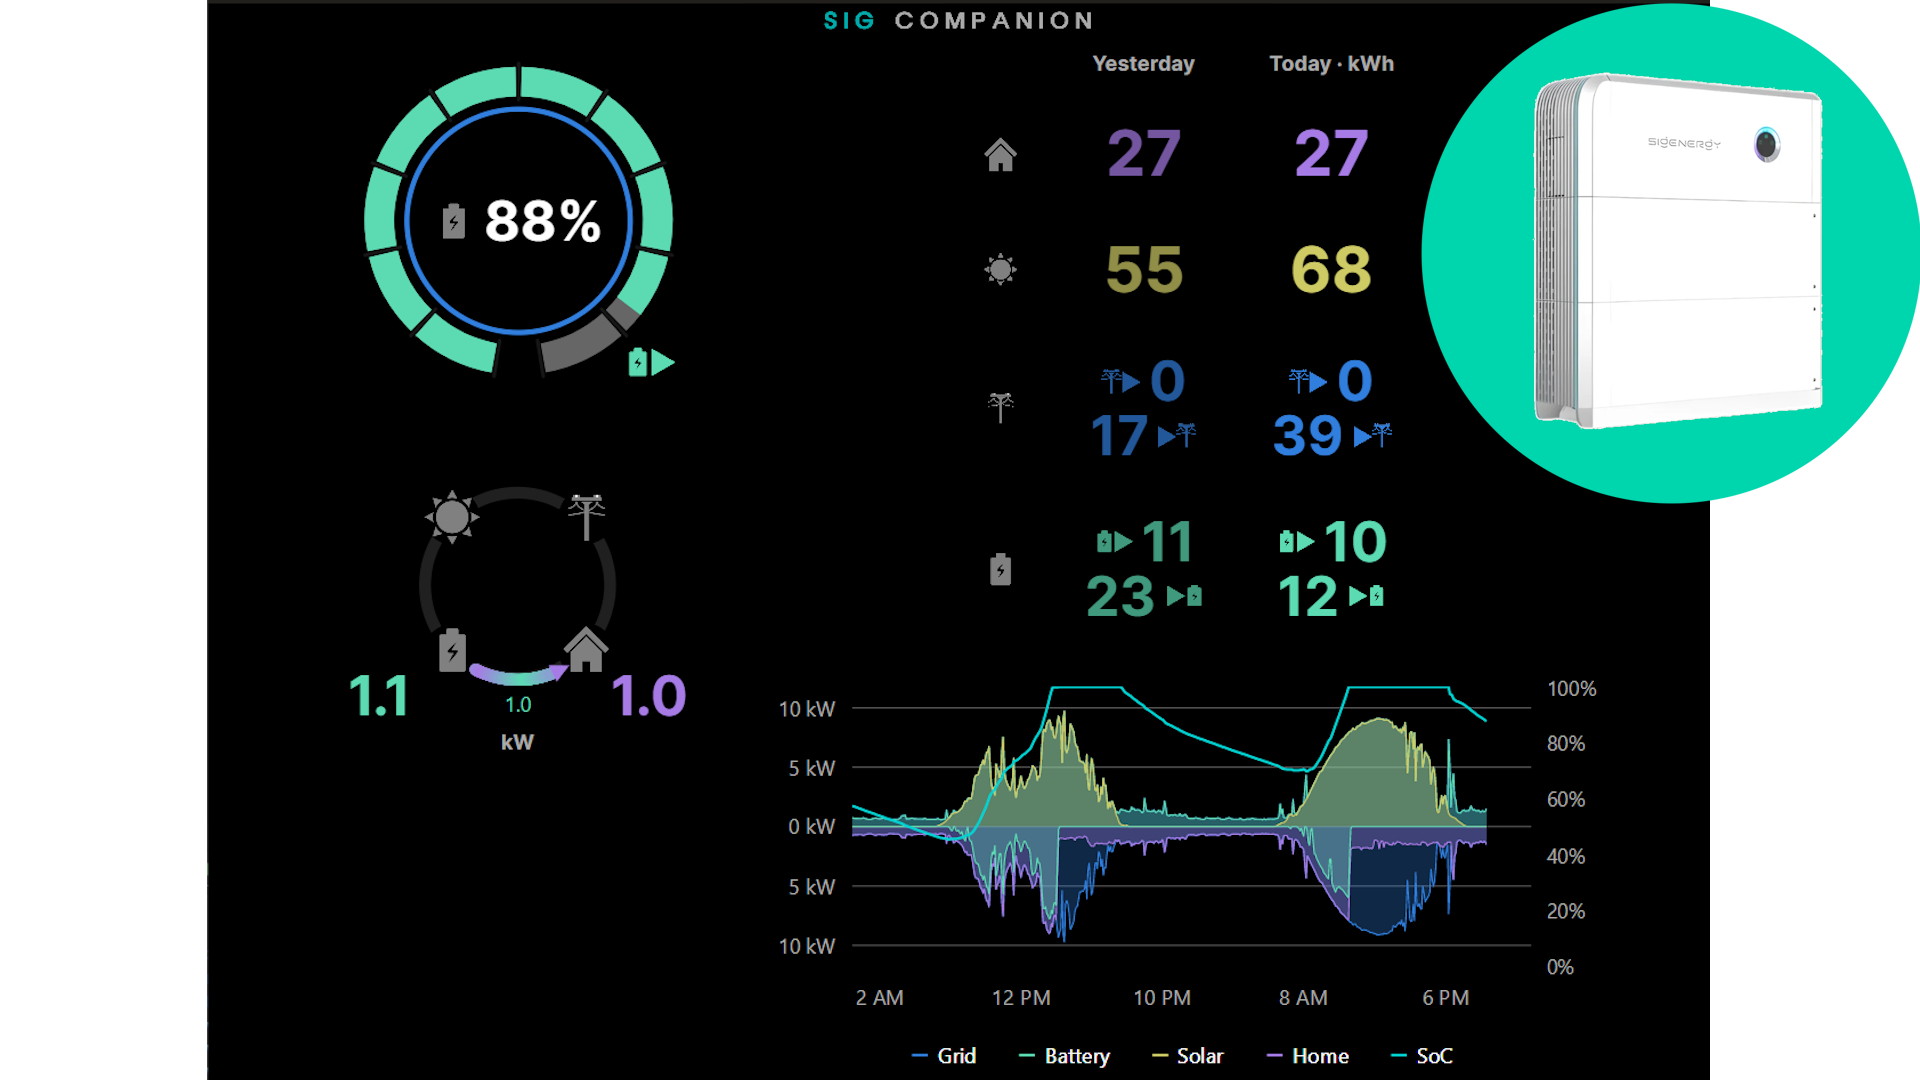 SIG COMPANION
Yesterday Today · kWh
27 27
55 68
0 0
17 39
11 10
23 12
88%
1.1 1.0 1.0
kW
10 kW
5 kW
0 kW
5 kW
10 kW
100%
80%
60%
40%
20%
0%
2 AM 12 PM 10 PM 8 AM 6 PM
Grid Battery Solar Home SoC
SIGENERGY